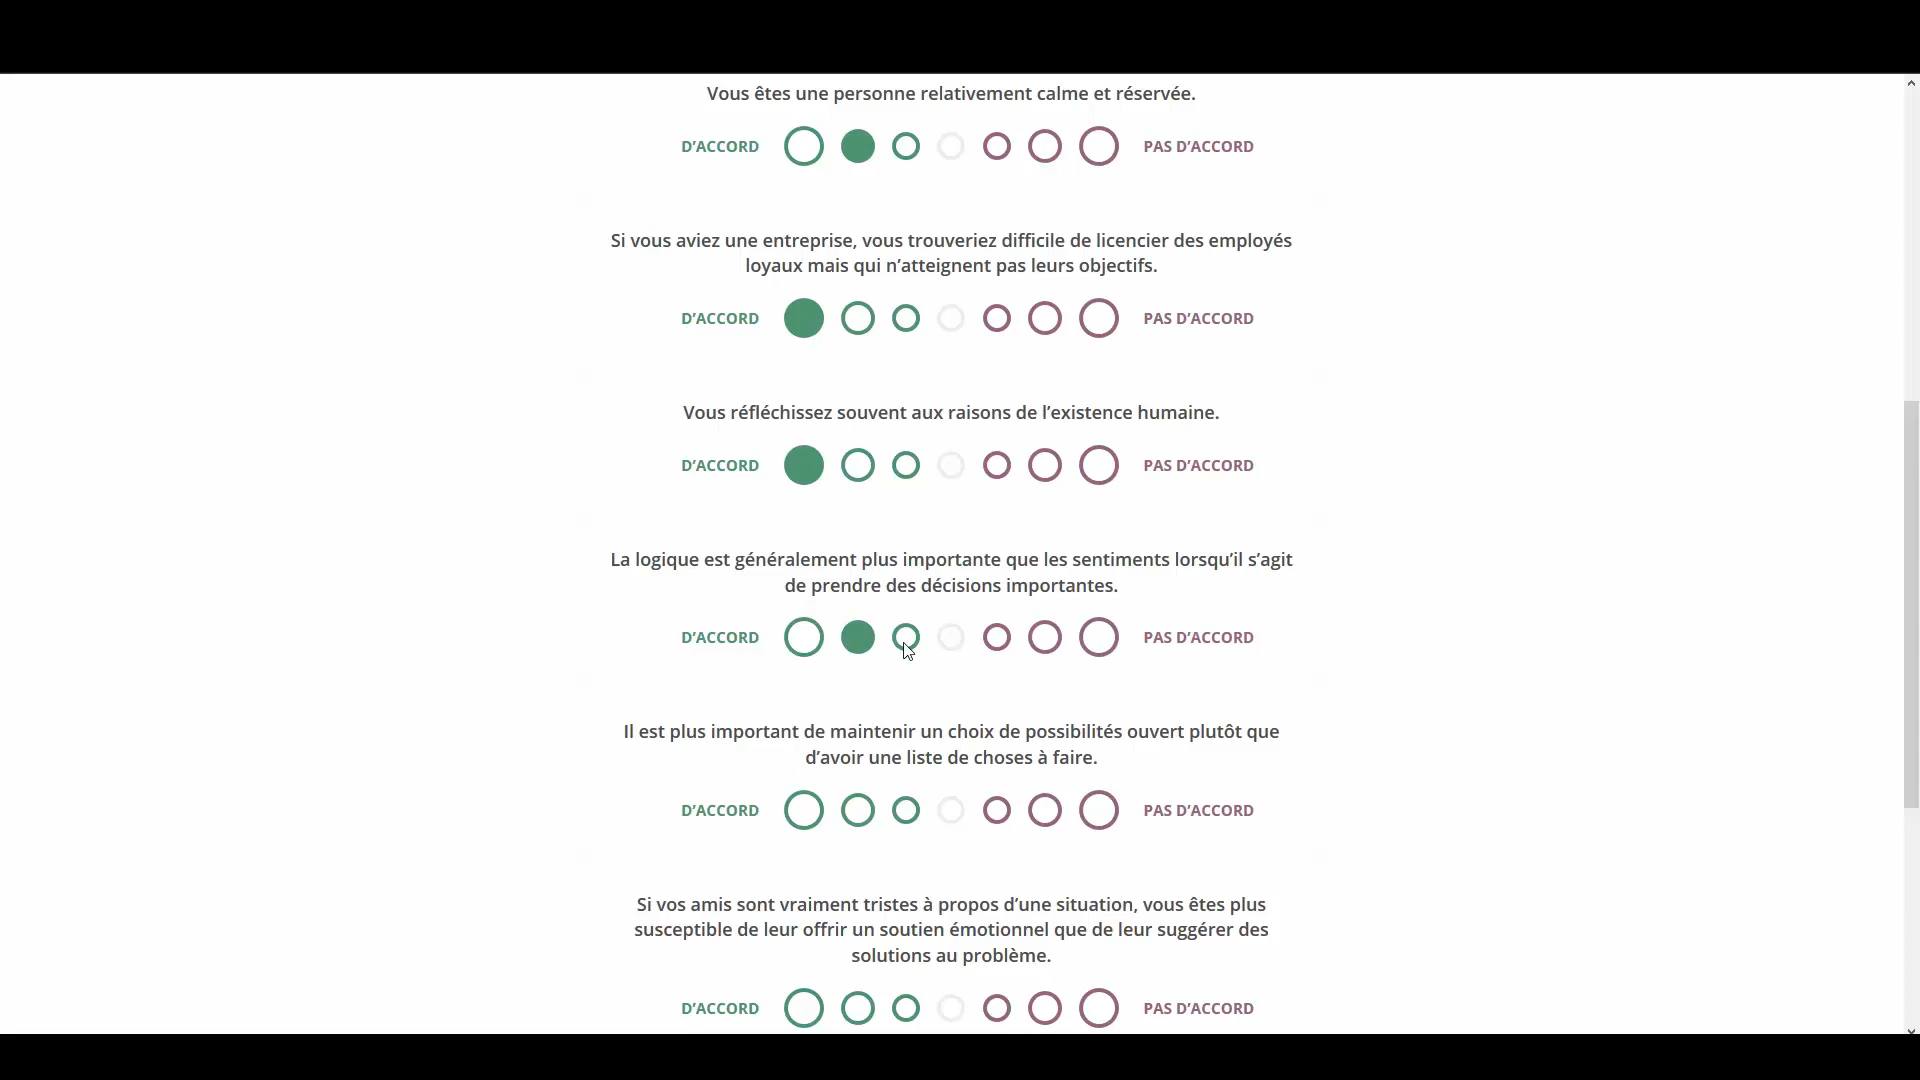 Vous êtes une personne relativement calme et réservée.
D’ACCORD PAS D’ACCORD
Si vous aviez une entreprise, vous trouveriez difficile de licencier des employés
loyaux mais qui n’atteignent pas leurs objectifs.
D’ACCORD PAS D’ACCORD
Vous réfléchissez souvent aux raisons de l’existence humaine.
D’ACCORD PAS D’ACCORD
La logique est généralement plus importante que les sentiments lorsqu’il s’agit
de prendre des décisions importantes.
D’ACCORD PAS D’ACCORD
Il est plus important de maintenir un choix de possibilités ouvert plutôt que
d’avoir une liste de choses à faire.
D’ACCORD PAS D’ACCORD
Si vos amis sont vraiment tristes à propos d’une situation, vous êtes plus
susceptible de leur offrir un soutien émotionnel que de leur suggérer des
solutions au problème.
D’ACCORD PAS D’ACCORD